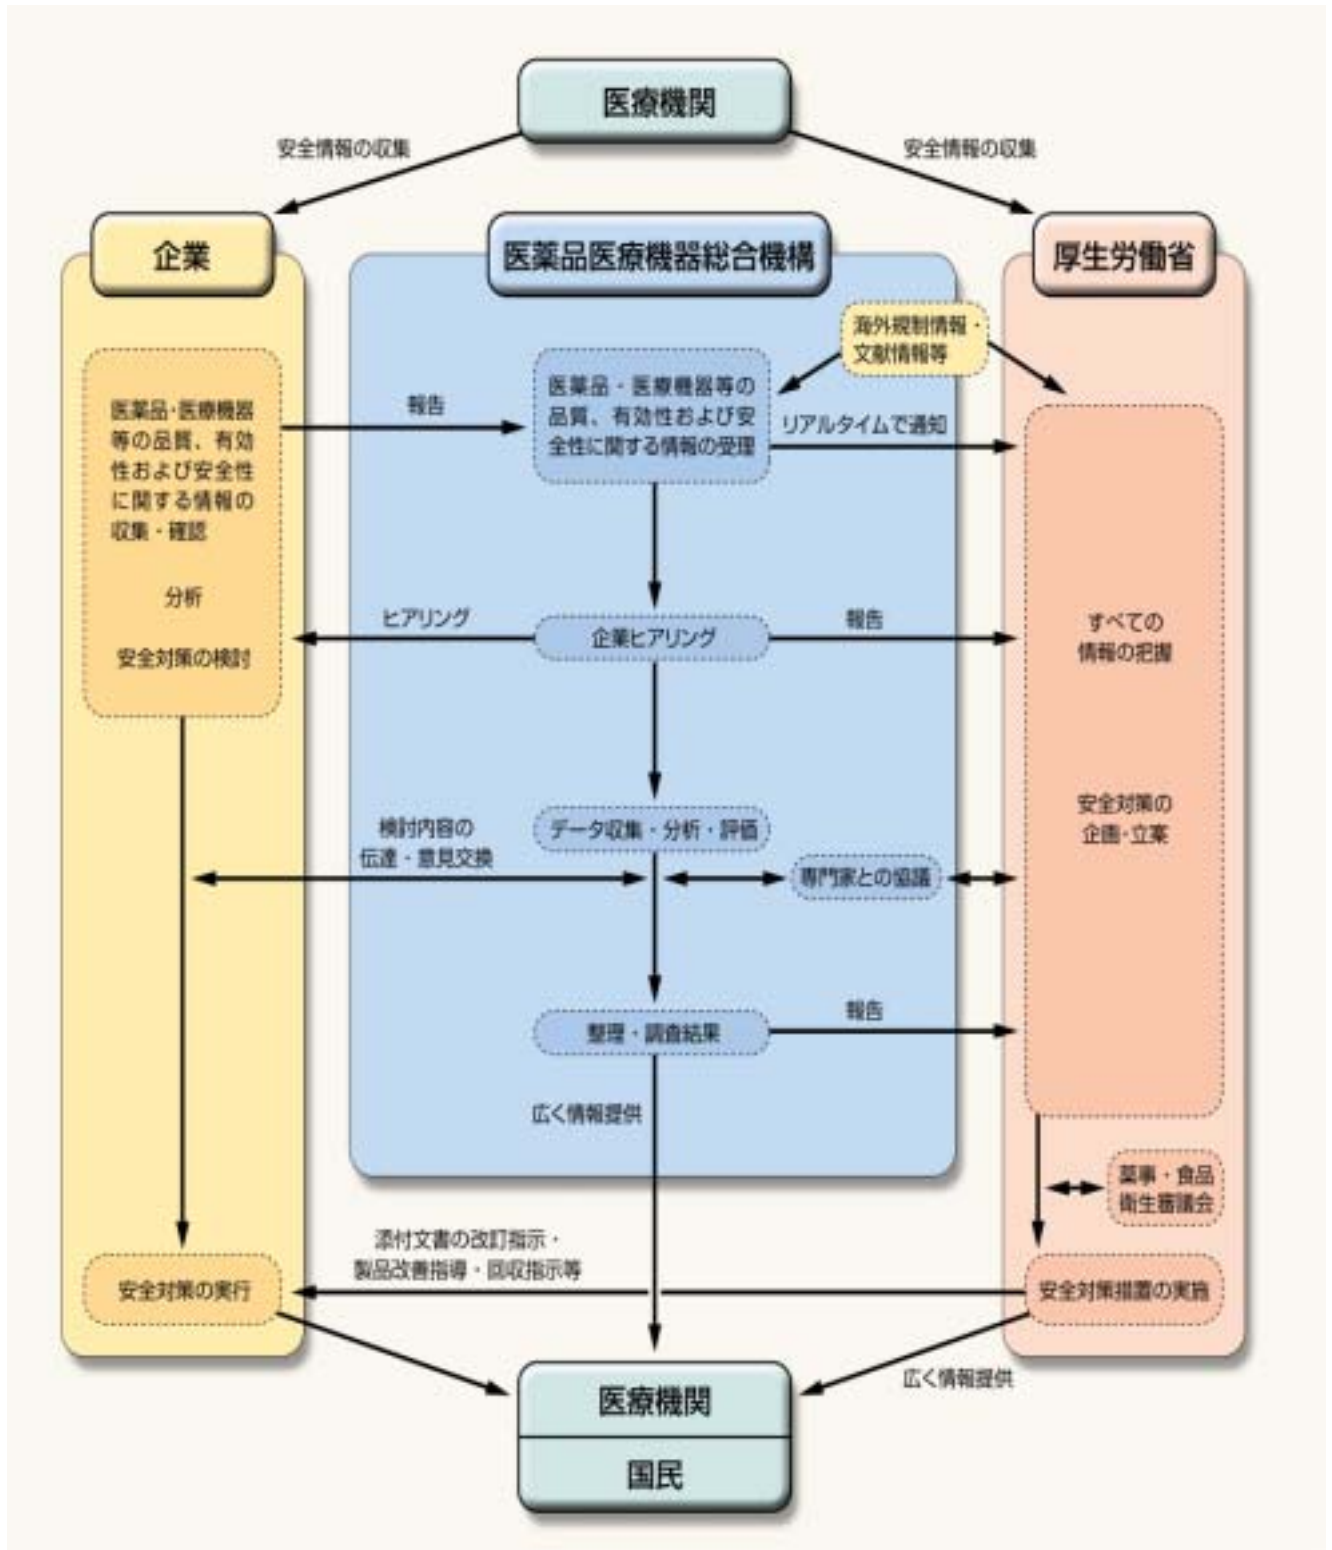 医療機関
安全情報の収集
安全情報の収集
企業
医薬品医療機器総合機構
厚生労働省
海外規制情報・
文献情報等
医薬品・医療機器
等の品質、有効
性および安全性
に関する情報の
収集・確認
分析
安全対策の検討
報告
医薬品・医療機器等の
品質、有効性および安
全性に関する情報の受理
リアルタイムで通知
ヒアリング
企業ヒアリング
報告
すべての
情報の把握
安全対策の
企画・立案
検討内容の
伝達・意見交換
データ収集・分析・評価
専門家との協議
整理・調査結果
報告
広く情報提供
薬事・食品
衛生審議会
添付文書の改訂指示・
製品改善指導・回収指示等
安全対策の実行
安全対策措置の実施
広く情報提供
医療機関
国民